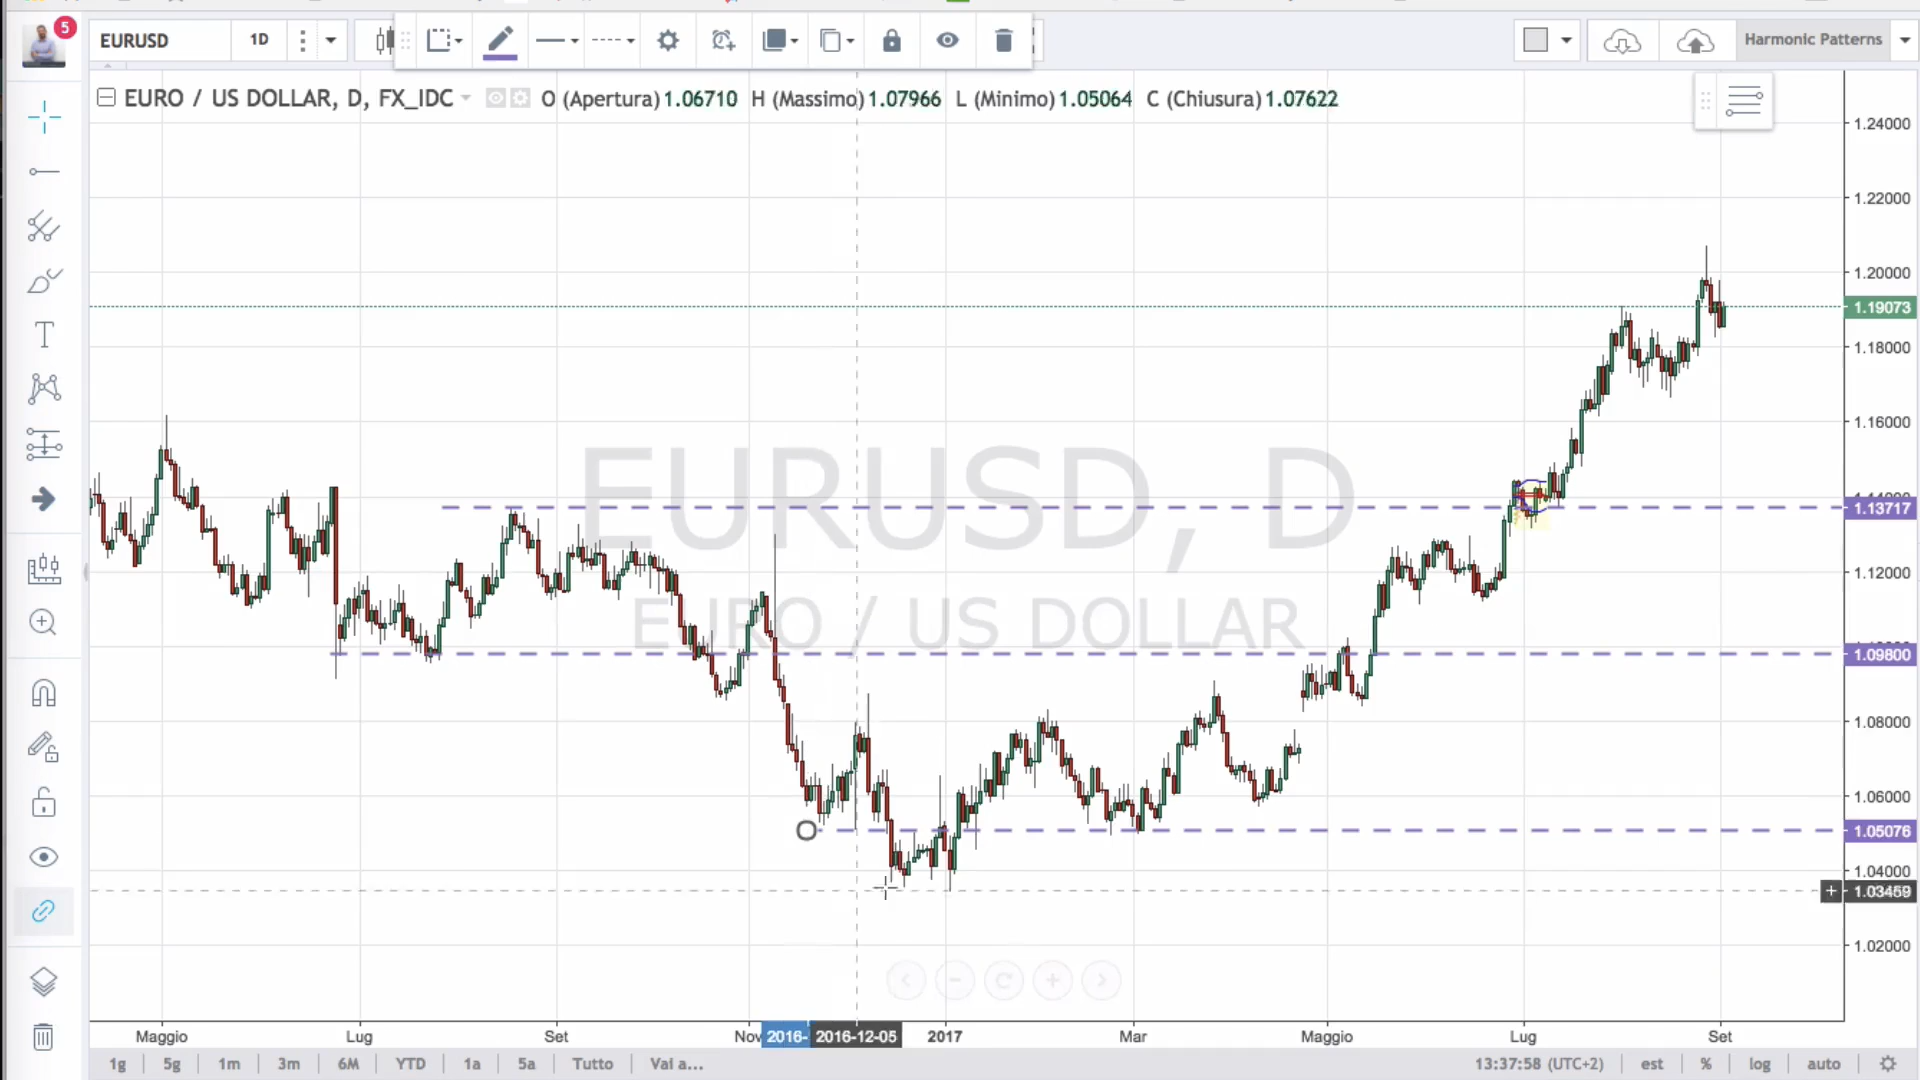 5
EURUSD 1D Harmonic Patterns
EURO / US DOLLAR, D, FX_IDC O (Apertura) 1.06710 H (Massimo) 1.07966 L (Minimo) 1.05064 C (Chiusura) 1.07622
1.24000
1.22000
1.20000
1.19073
1.18000
1.16000
1.13717
1.12000
1.09800
1.08000
1.06000
1.05076
1.04000
1.03459
1.02000
EURUSD, D
EURO / US DOLLAR
Maggio Lug Set Nov 2016- 2016-12-05 2017 Mar Maggio Lug Set
1g 5g 1m 3m 6M YTD 1a 5a Tutto Vai a... 13:37:58 (UTC+2) est % log auto